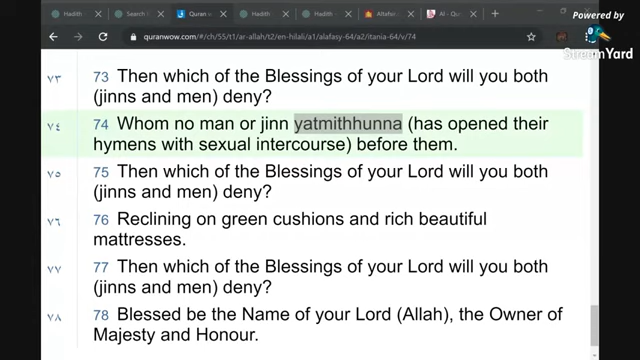 Powered by
StreamYard
Hadith
Search
Quran w
Hadith
Hadith
Altafsir
Al - Qur
quranwow.com/#/ch/55/t1/ar-allah/t2/en-hilali/a1/alafasy-64/a2/itania-64/v/74
٧٣ 73 Then which of the Blessings of your Lord will you both
(jinns and men) deny?
٧٤ 74 Whom no man or jinn yatmithhunna (has opened their
hymens with sexual intercourse) before them.
٧٥ 75 Then which of the Blessings of your Lord will you both
(jinns and men) deny?
٧٦ 76 Reclining on green cushions and rich beautiful
mattresses.
٧٧ 77 Then which of the Blessings of your Lord will you both
(jinns and men) deny?
٧٨ 78 Blessed be the Name of your Lord (Allah), the Owner of
Majesty and Honour.